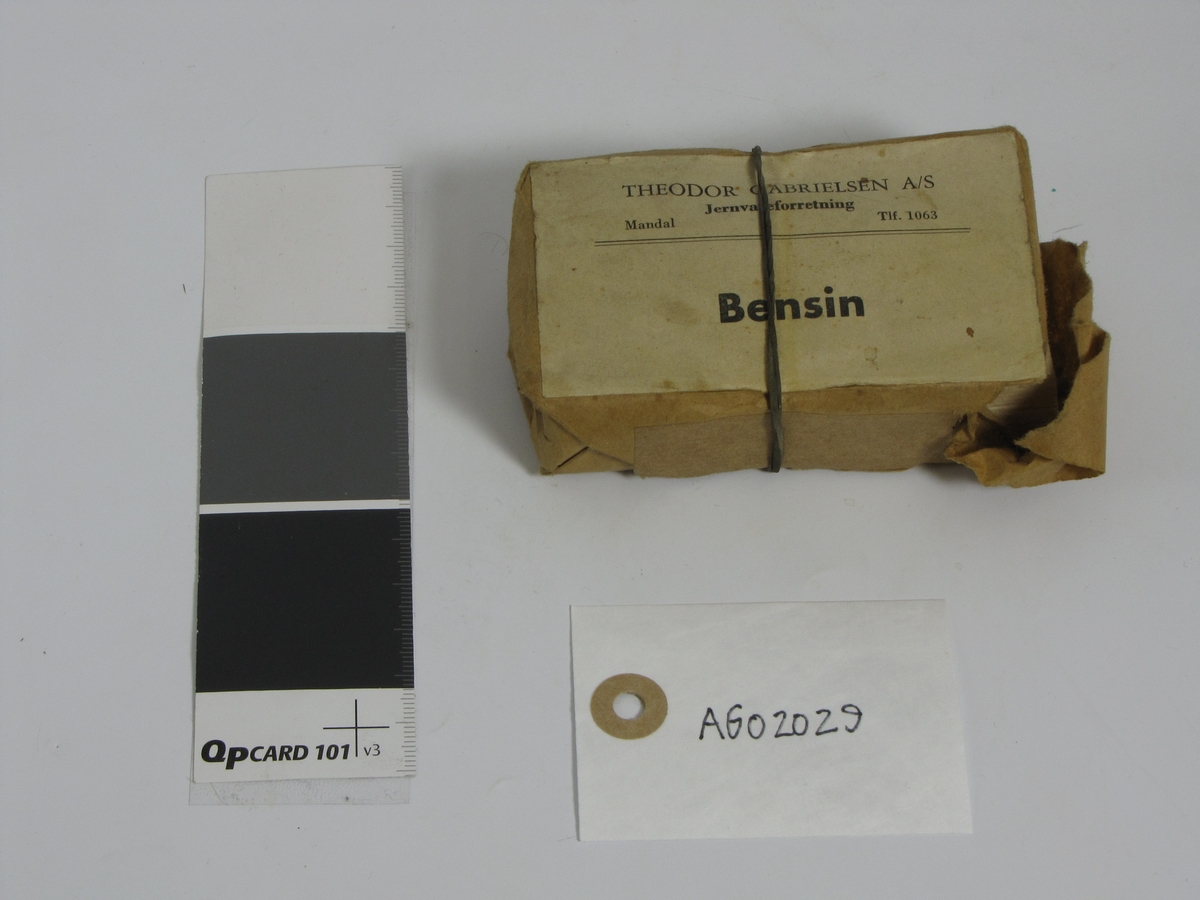 THEODOR GABRIELSEN A/S
Jernvareforretning
Mandal Tlf. 1063
Bensin
QPCARD 101 v3
AG02029